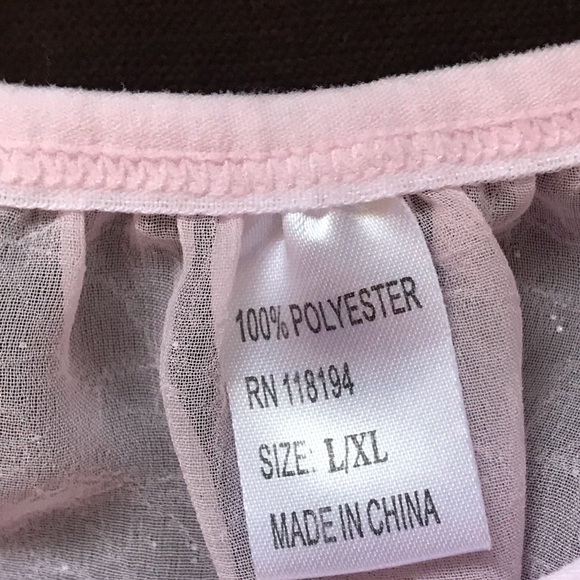 100% POLYESTER
RN 118194
SIZE: L/XL
MADE IN CHINA